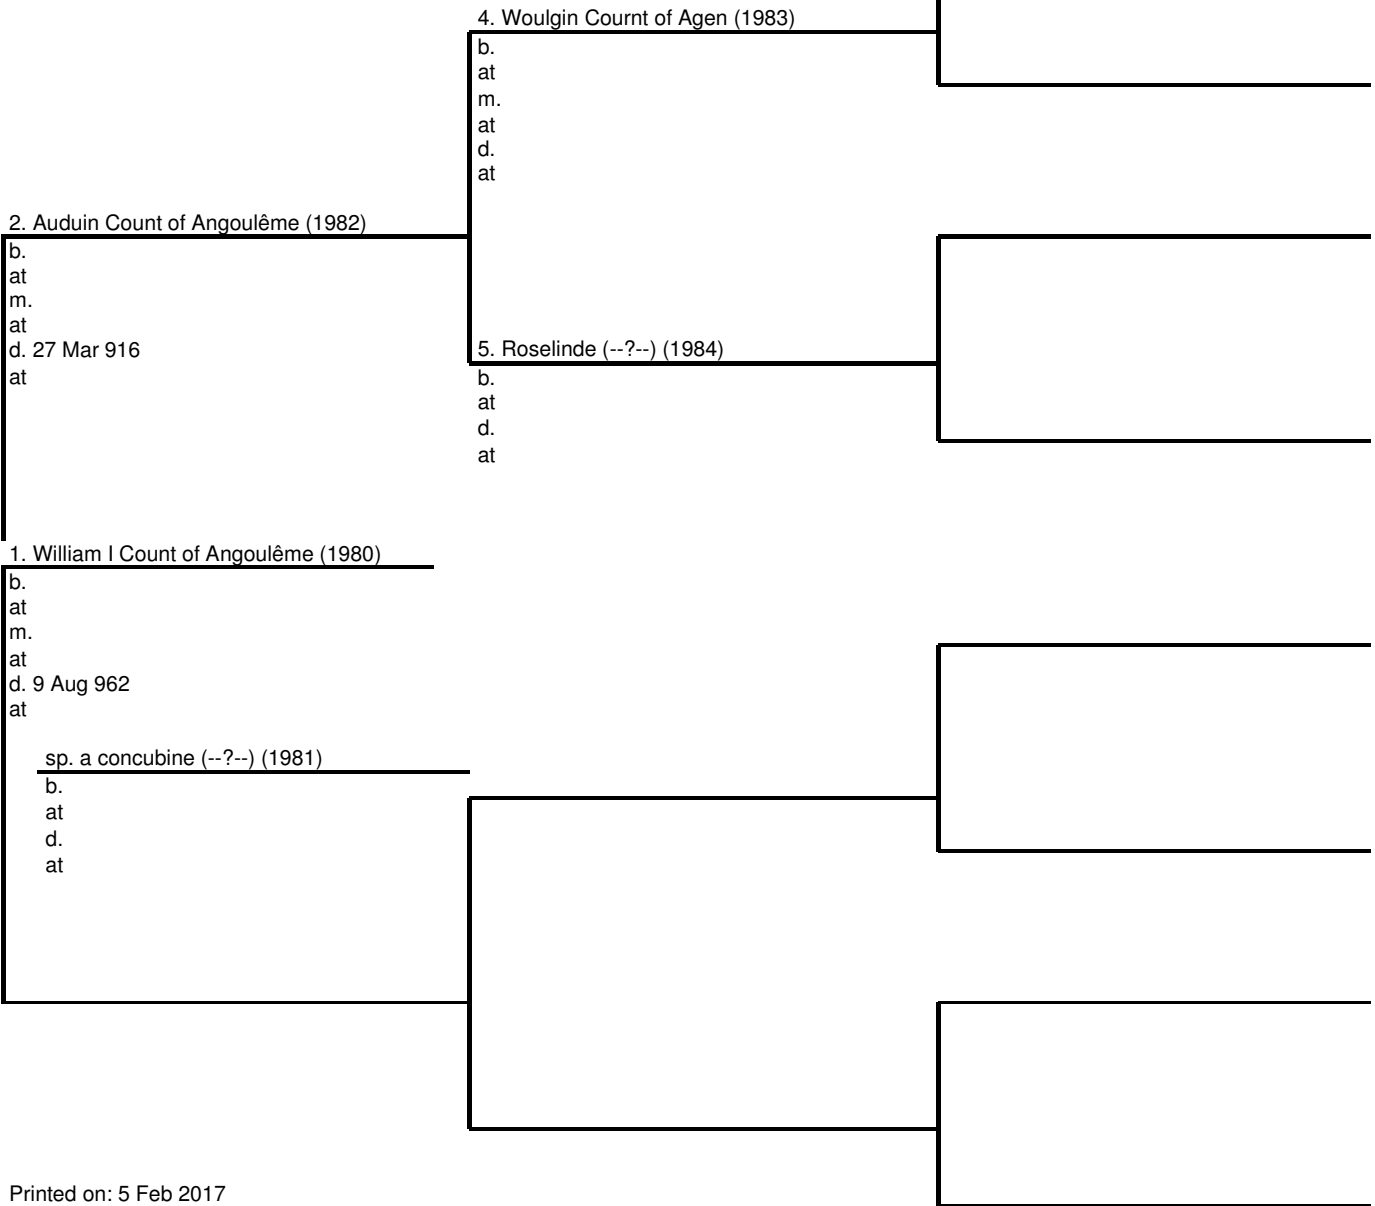 4. Woulgin Cournt of Agen (1983)
b.
at
m.
at
d.
at
2. Auduin Count of Angoulême (1982)
b.
at
m.
at
d. 27 Mar 916
at
5. Roselinde (--?--) (1984)
b.
at
d.
at
1. William I Count of Angoulême (1980)
b.
at
m.
at
d. 9 Aug 962
at
sp. a concubine (--?--) (1981)
b.
at
d.
at
Printed on: 5 Feb 2017